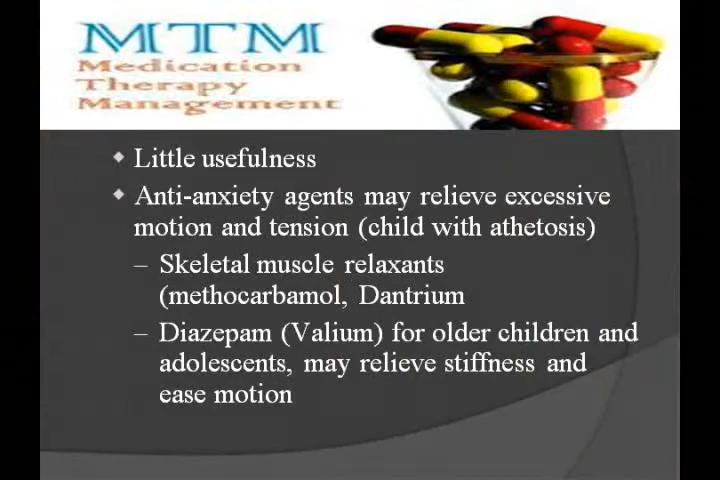 MTM
Medication
Therapy
Management
Little usefulness
Anti-anxiety agents may relieve excessive
motion and tension (child with athetosis)
– Skeletal muscle relaxants
(methocarbamol, Dantrium
– Diazepam (Valium) for older children and
adolescents, may relieve stiffness and
ease motion